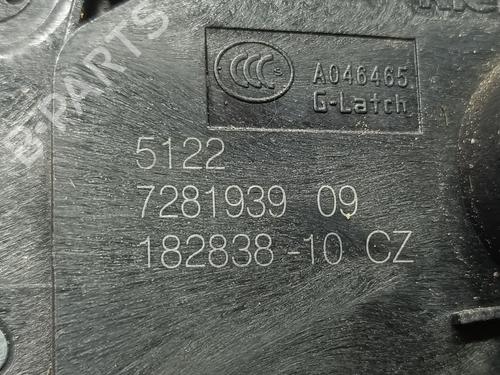 CCC
A046465
G-Latch
5122
7281939 09
182838-10 CZ
B-PARTS